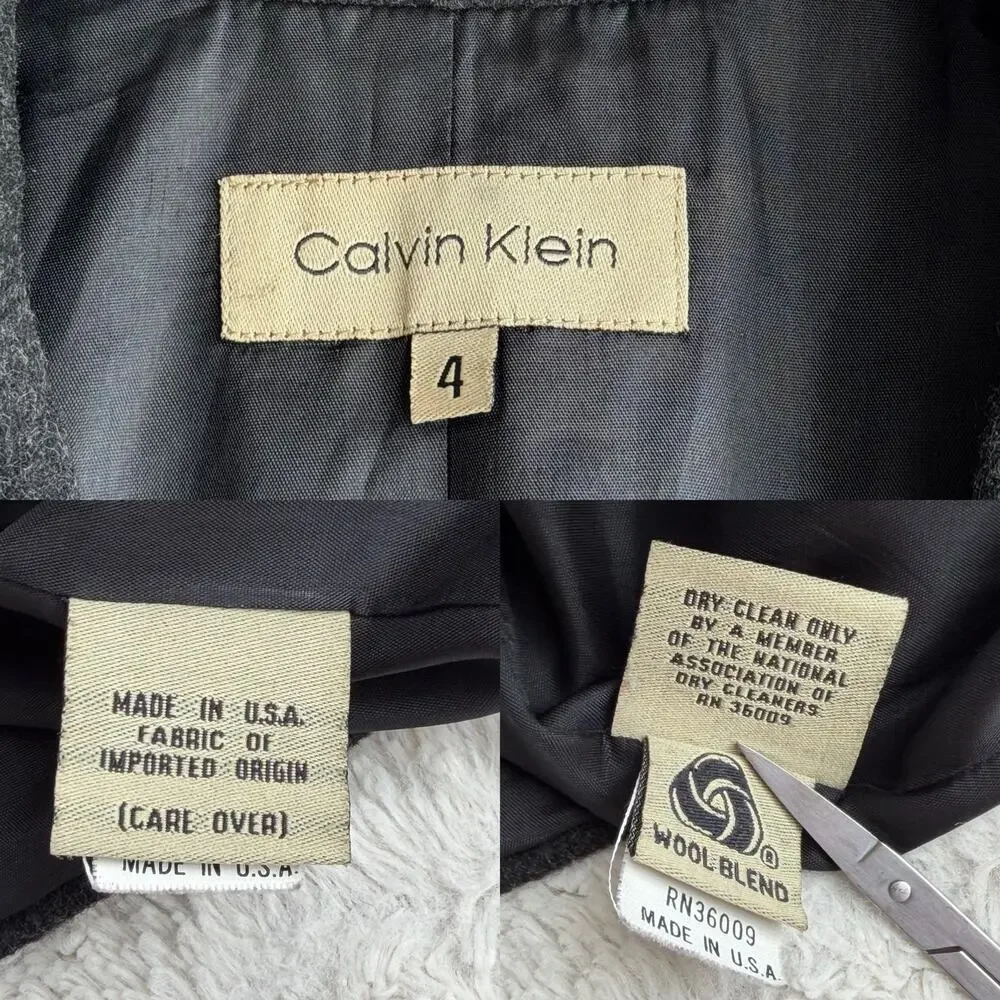 Calvin Klein
4
MADE IN U.S.A.
FABRIC OF
IMPORTED ORIGIN
(CARE OVER)
MADE IN U.S.A.
DRY CLEAN ONLY
BY A MEMBER
OF THE NATIONAL
ASSOCIATION OF
DRY CLEANERS
RN 36009
WOOL BLEND
®
RN36009
MADE IN U.S.A.